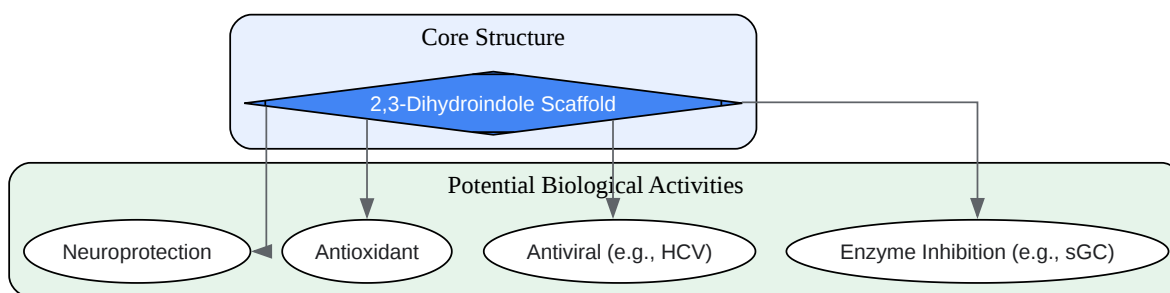 Core Structure
2,3-Dihydroindole Scaffold
Potential Biological Activities
Neuroprotection
Antioxidant
Antiviral (e.g., HCV)
Enzyme Inhibition (e.g., sGC)